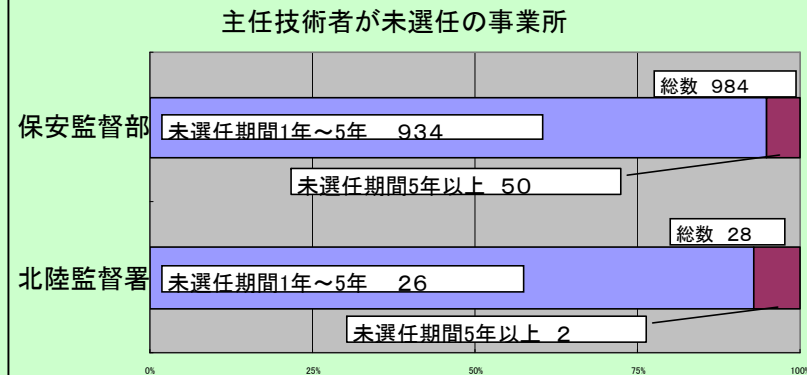 主任技術者が未選任の事業所
総数 984
保安監督部
未選任期間1年～5年 934
未選任期間5年以上 50
総数 28
北陸監督署
未選任期間1年～5年 26
未選任期間5年以上 2
0% 25% 50% 75% 100%